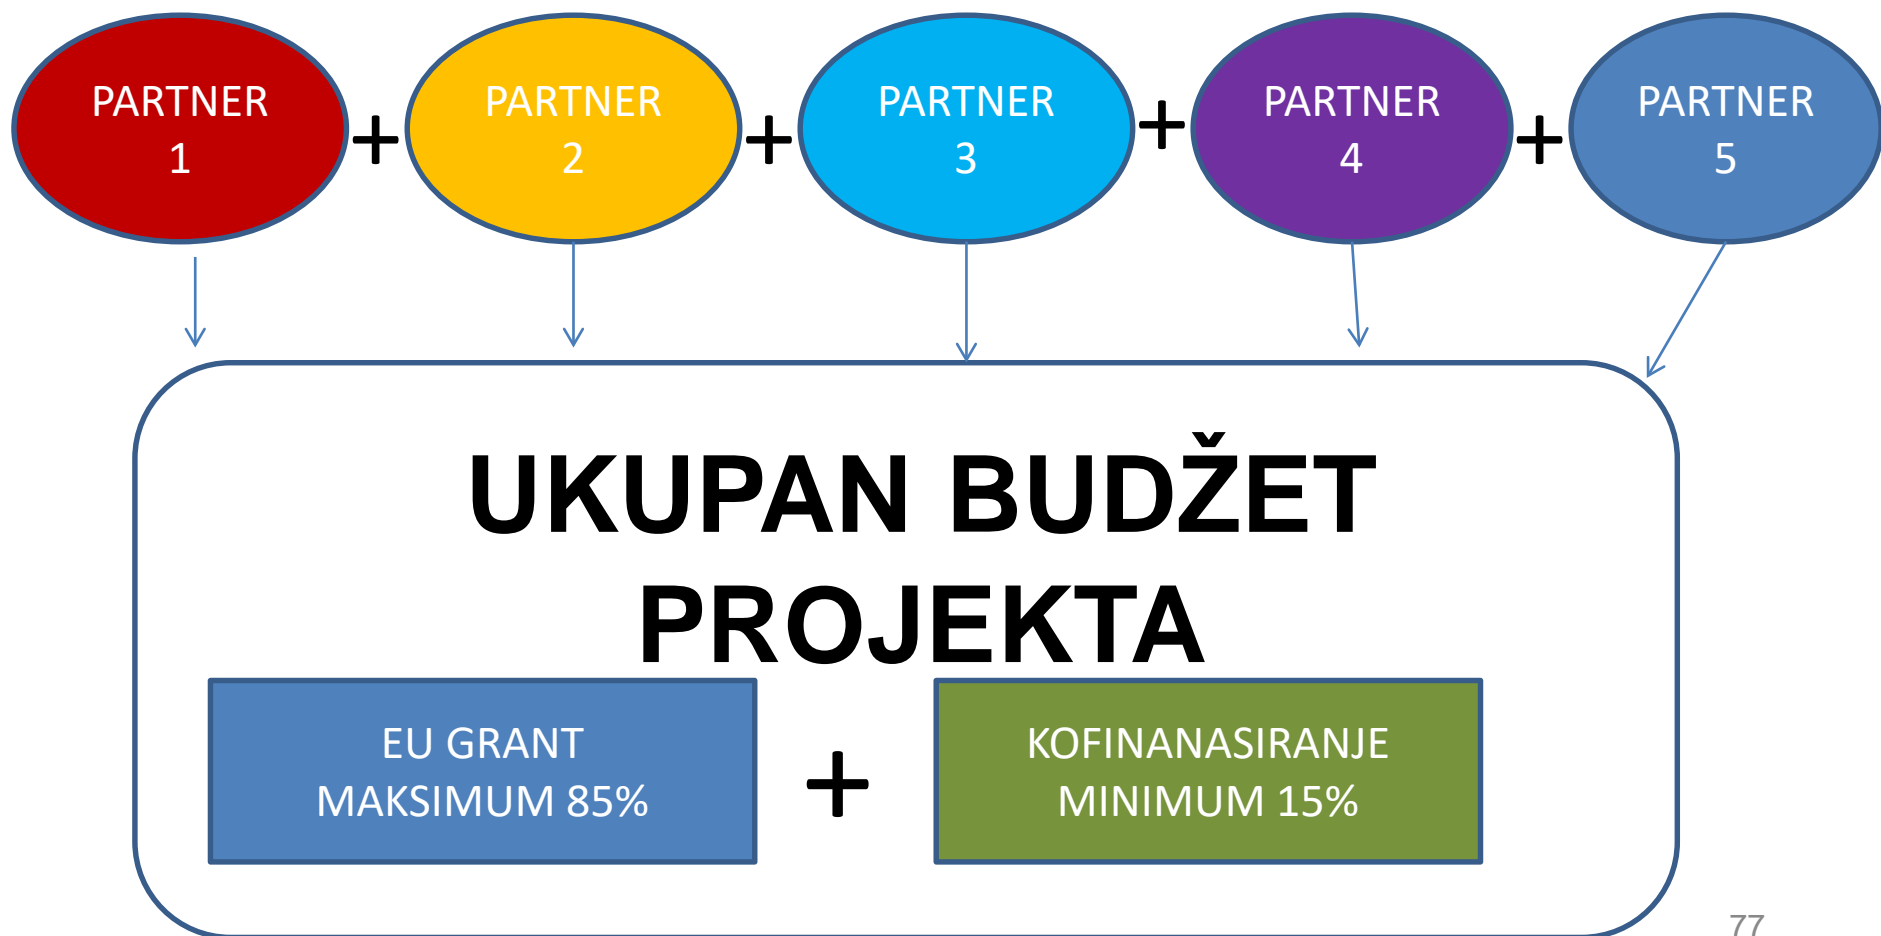 PARTNER
1
+
PARTNER
2
+
PARTNER
3
+
PARTNER
4
+
PARTNER
5
UKUPAN BUDŽET
PROJEKTA
EU GRANT
MAKSIMUM 85%
+
KOFINANASIRANJE
MINIMUM 15%
77